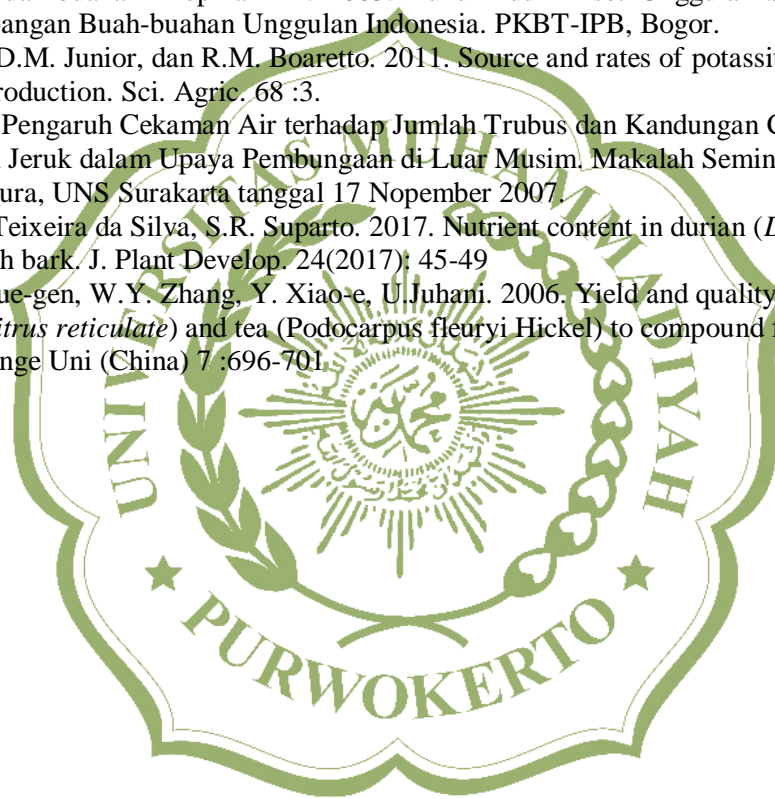 bangan Buah-buahan Unggulan Indonesia. PKBT-IPB, Bogor.
D.M. Junior, dan R.M. Boaretto. 2011. Source and rates of potassiu
roduction. Sci. Agric. 68 :3.
Pengaruh Cekaman Air terhadap Jumlah Trubus dan Kandungan C
Jeruk dalam Upaya Pembungaan di Luar Musim. Makalah Semin
ura, UNS Surakarta tanggal 17 Nopember 2007.
Teixeira da Silva, S.R. Suparto. 2017. Nutrient content in durian (L
h bark. J. Plant Develop. 24(2017): 45-49
ue-gen, W.Y. Zhang, Y. Xiao-e, U.Juhani. 2006. Yield and quality
itrus reticulate) and tea (Podocarpus fleuryi Hickel) to compound f
nge Uni (China) 7 :696-701.
UNIVERSITAS MUHAMMADIYAH
PURWOKERTO